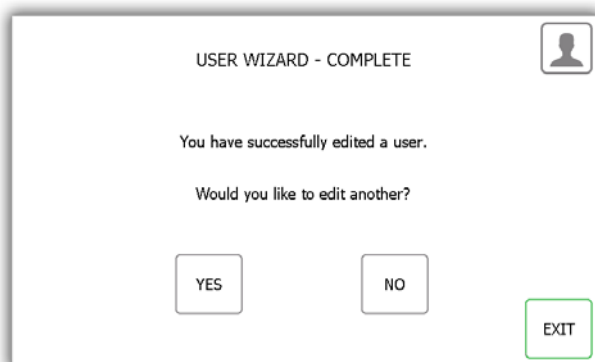 USER WIZARD - COMPLETE
You have successfully edited a user.
Would you like to edit another?
YES
NO
EXIT